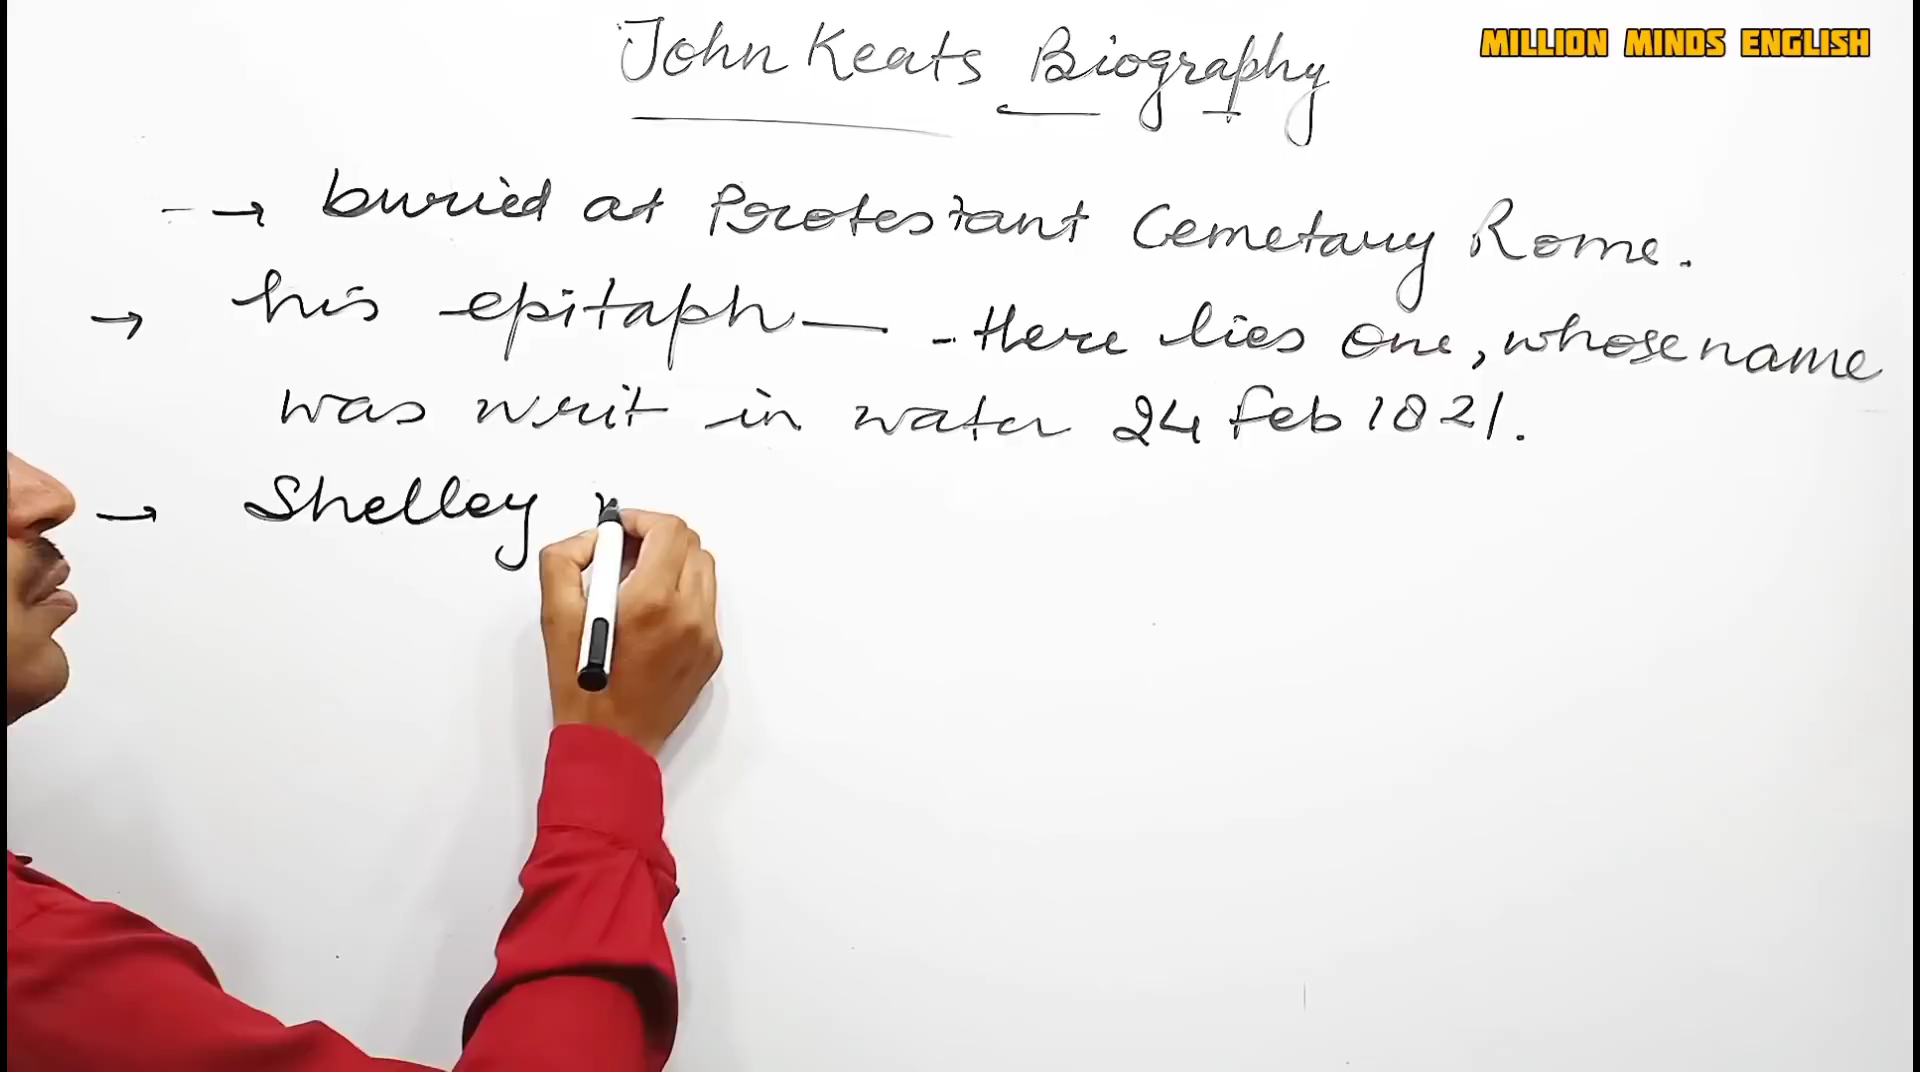 John Keats Biography
MILLION MINDS ENGLISH
→ buried at Protestant Cemetary Rome.
→ his epitaph — - Here lies one, whose name
was writ in water 24 feb 1821.
→ Shelley